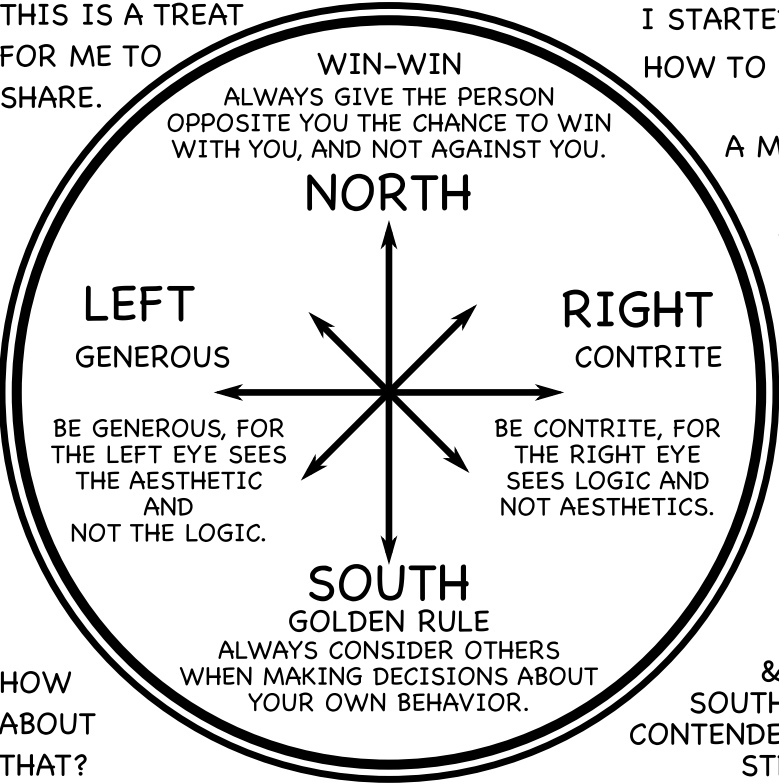 THIS IS A TREAT
FOR ME TO
SHARE.
HOW TO
A
WIN-WIN
ALWAYS GIVE THE PERSON
OPPOSITE YOU THE CHANCE TO WIN
WITH YOU, AND NOT AGAINST YOU.
NORTH
LEFT
GENEROUS
BE GENEROUS, FOR
THE LEFT EYE SEES
THE AESTHETIC
AND
NOT THE LOGIC.
RIGHT
CONTRITE
BE CONTRITE, FOR
THE RIGHT EYE
SEES LOGIC AND
NOT AESTHETICS.
SOUTH
GOLDEN RULE
ALWAYS CONSIDER OTHERS
WHEN MAKING DECISIONS ABOUT
YOUR OWN BEHAVIOR.
HOW
ABOUT
THAT?
&
SOUTH